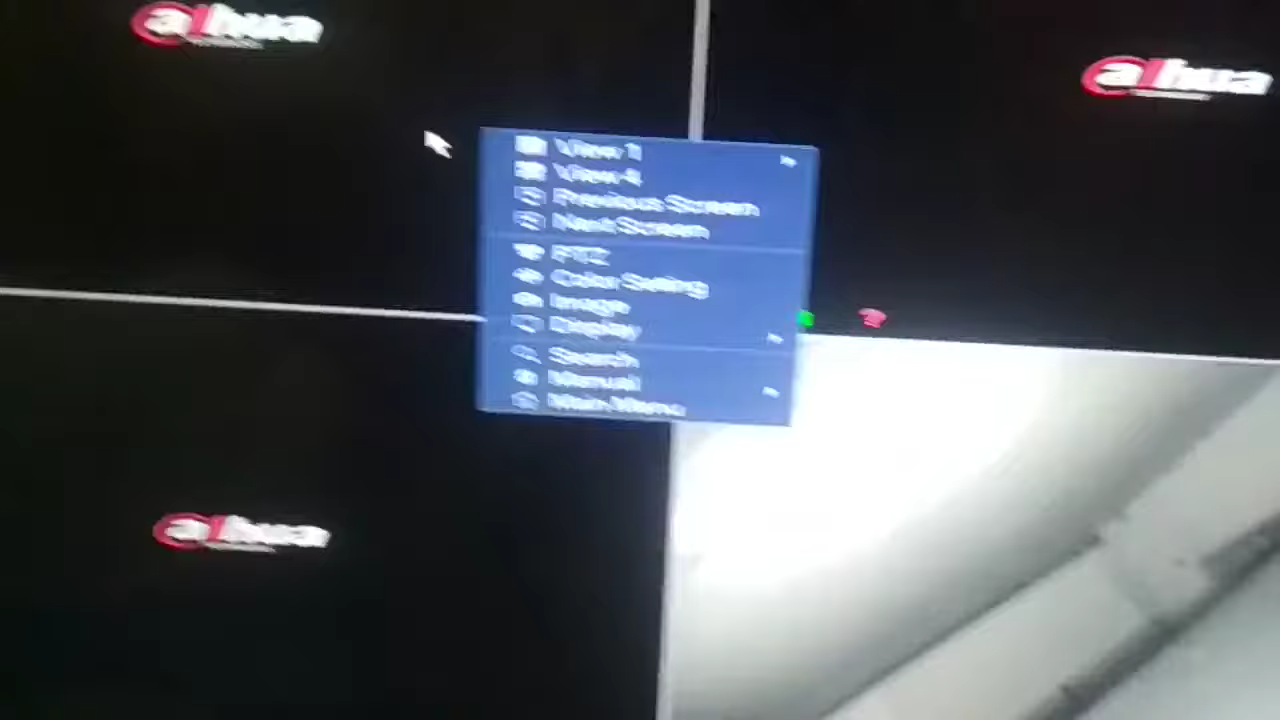 alhua
alhua
View 1
View 4
Previous Screen
Next Screen
PTZ
Color Setting
Image
Display
Search
Manual
Main Menu
alhua